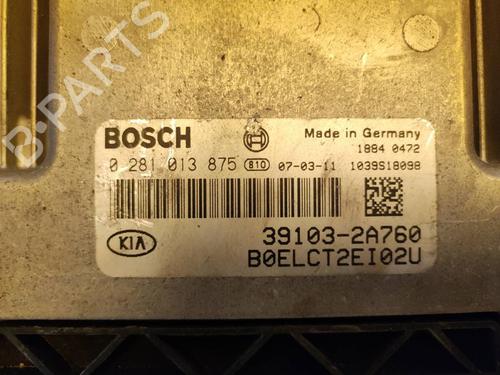 B-PARTS
BOSCH
Made in Germany
1884 0472
0 281 013 875 810 07-03-11 1039S18098
KIA
39103-2A760
B0ELCT2EI02U